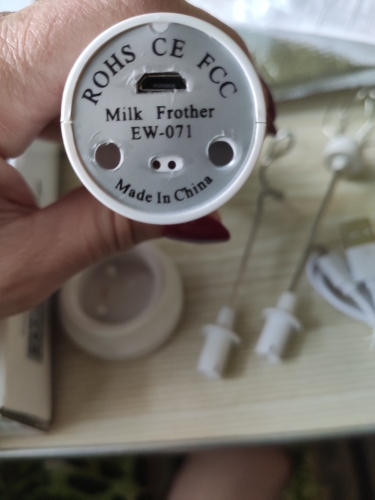 ROHS CE FCC
Milk Frother
EW-071
Made In China